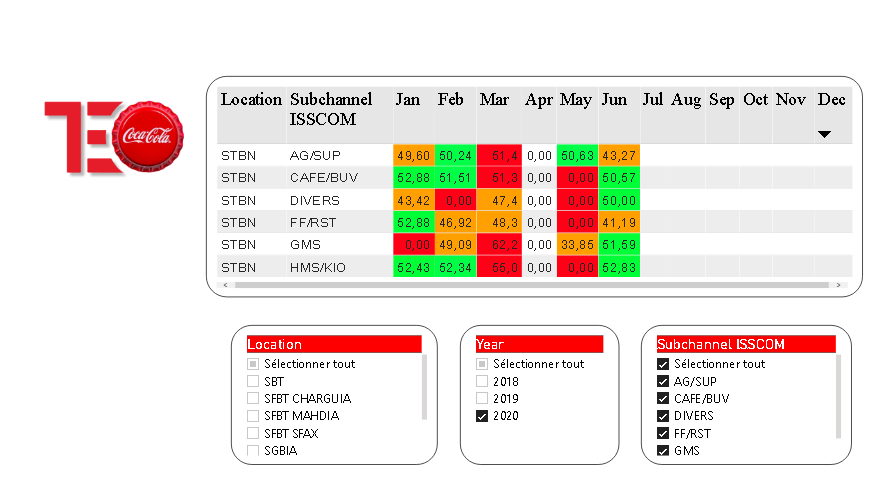 Location Subchannel ISSCOM Jan Feb Mar Apr May Jun Jul Aug Sep Oct Nov Dec
STBN AG/SUP 49,60 50,24 51,4 0,00 50,63 43,27
STBN CAFE/BUV 52,88 51,51 51,3 0,00 0,00 50,57
STBN DIVERS 43,42 0,00 47,4 0,00 0,00 50,00
STBN FF/RST 52,88 46,92 48,3 0,00 0,00 41,19
STBN GMS 0,00 49,09 62,2 0,00 33,85 51,59
STBN HMS/KIO 52,43 52,34 55,0 0,00 0,00 52,83
Coca-Cola
Location
Sélectionner tout
SBT
SFBT CHARGUIA
SFBT MAHDIA
SFBT SFAX
SGBIA
Year
Sélectionner tout
2018
2019
2020
Subchannel ISSCOM
Sélectionner tout
AG/SUP
CAFE/BUV
DIVERS
FF/RST
GMS